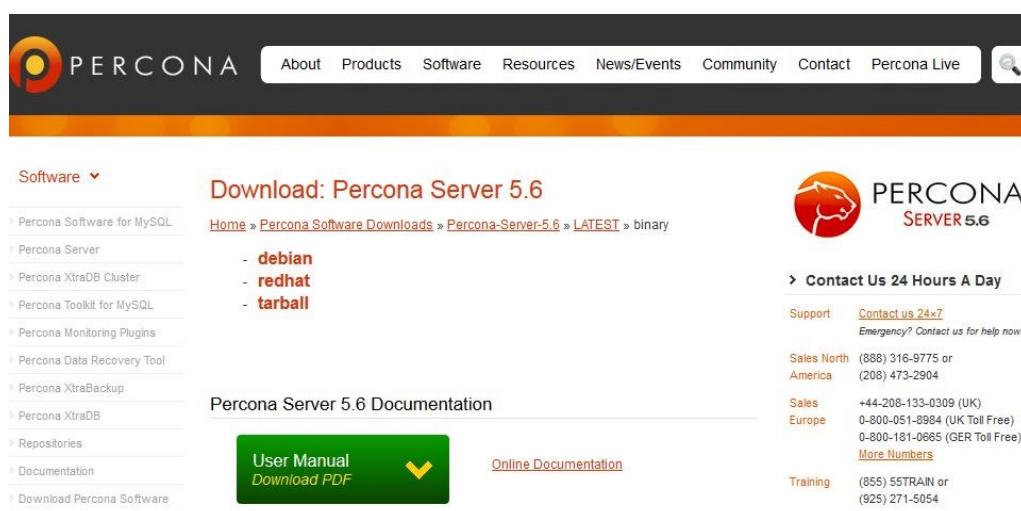 PERCONA
About Products Software Resources News/Events Community Contact Percona Live
Software
Percona Software for MySQL
Percona Server
Percona XtraDB Cluster
Percona Toolkit for MySQL
Percona Monitoring Plugins
Percona Data Recovery Tool
Percona XtraBackup
Percona XtraDB
Repositories
Documentation
Download Percona Software
Download: Percona Server 5.6
Home » Percona Software Downloads » Percona-Server-5.6 » LATEST » binary
- debian
- redhat
- tarball
Percona Server 5.6 Documentation
User Manual
Download PDF
Online Documentation
PERCONA
SERVER 5.6
> Contact Us 24 Hours A Day
Support Contact us 24×7
Emergency? Contact us for help now
Sales North America (888) 316-9775 or
(208) 473-2904
Sales Europe +44-208-133-0309 (UK)
0-800-051-8984 (UK Toll Free)
0-800-181-0665 (GER Toll Free)
More Numbers
Training (855) 55TRAIN or
(925) 271-5054